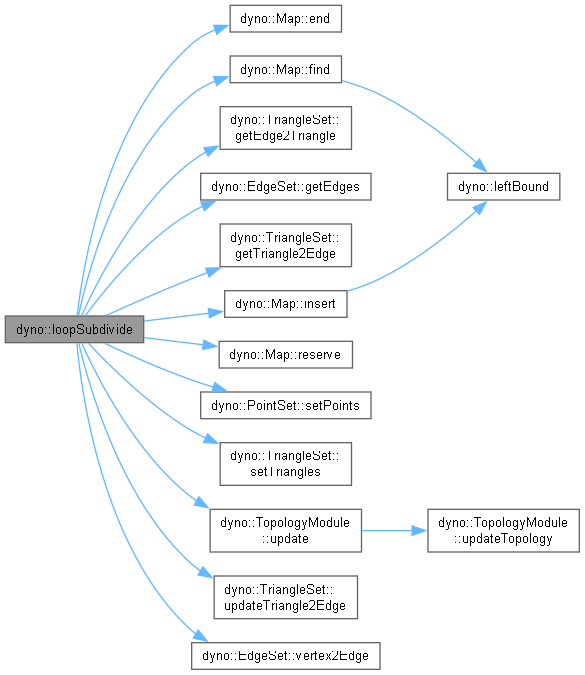 dyno::Map::end
dyno::Map::find
dyno::TriangleSet::
getEdge2Triangle
dyno::leftBound
dyno::EdgeSet::getEdges
dyno::TriangleSet::
getTriangle2Edge
dyno::Map::insert
dyno::loopSubdivide
dyno::Map::reserve
dyno::PointSet::setPoints
dyno::TriangleSet::
setTriangles
dyno::TopologyModule
::update
dyno::TopologyModule
::updateTopology
dyno::TriangleSet::
updateTriangle2Edge
dyno::EdgeSet::vertex2Edge